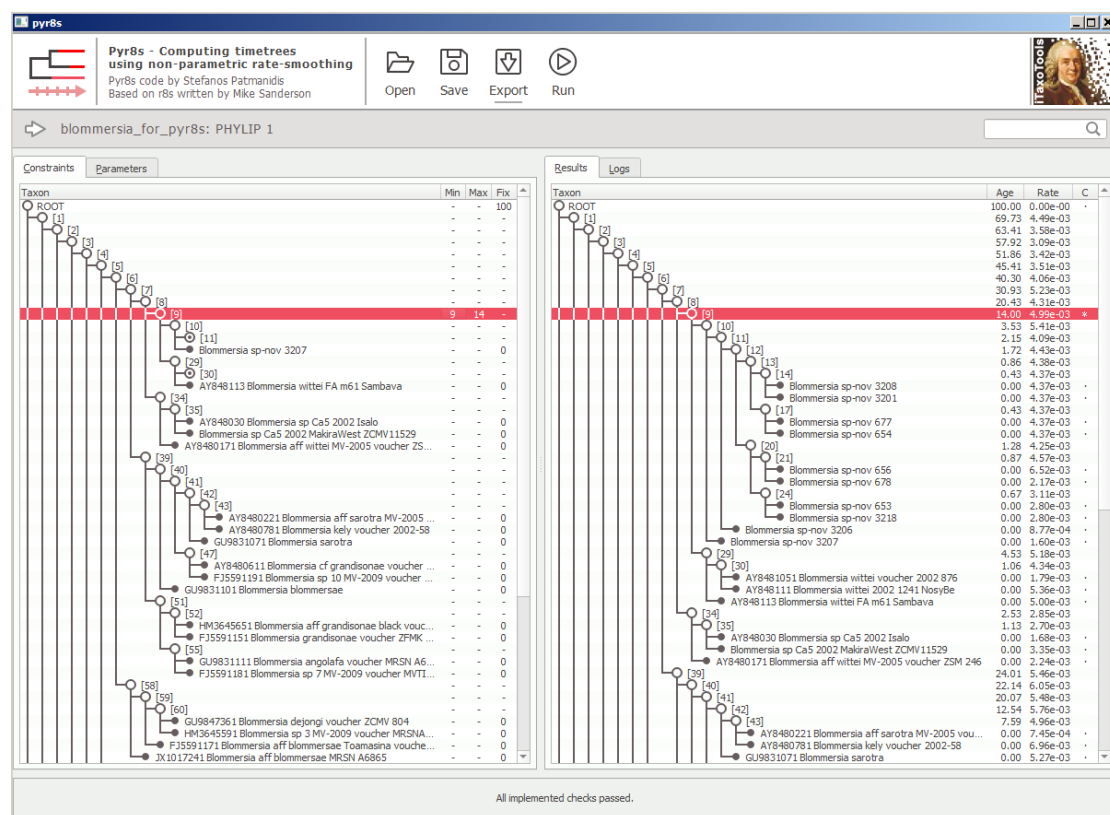 pyr8s
Pyr8s - Computing timetrees
using non-parametric rate-smoothing
Pyr8s code by Stefanos Patmanidis
Based on r8s written by Mike Sanderson
Open Save Export Run
iTaxoTools
blommersia_for_pyr8s: PHYLIP 1
Constraints Parameters
Taxon Min Max Fix
ROOT - - 100
[1] - - -
[2] - - -
[3] - - -
[4] - - -
[5] - - -
[6] - - -
[7] - - -
[8] - - -
[9] 9 14 -
[10] - - -
[11] - - -
Blommersia sp-nov 3207 - - 0
[29] - - -
[30] - - -
AY848113 Blommersia wittei FA m61 Sambava - - 0
[34] - - -
[35] - - -
AY848030 Blommersia sp Ca5 2002 Isalo - - 0
Blommersia sp Ca5 2002 MakiraWest ZCMV11529 - - 0
AY8480171 Blommersia aff wittei MV-2005 voucher ZS... - - 0
[39] - - -
[40] - - -
[41] - - -
[42] - - -
[43] - - -
AY8480221 Blommersia aff sarotra MV-2005 ... - - 0
AY8480781 Blommersia kely voucher 2002-58 - - 0
GU9831071 Blommersia sarotra - - 0
[47] - - -
AY8480611 Blommersia cf grandisonae voucher ... - - 0
FJ5591191 Blommersia sp 10 MV-2009 voucher ... - - 0
GU9831101 Blommersia blommersae - - 0
[51] - - -
[52] - - -
HM3645651 Blommersia aff grandisonae black vouc... - - 0
FJ5591151 Blommersia grandisonae voucher ZFMK ... - - 0
[55] - - -
GU9831111 Blommersia angolafa voucher MRSN A6... - - 0
FJ5591181 Blommersia sp 7 MV-2009 voucher MVTI... - - 0
[58] - - -
[59] - - -
[60] - - -
GU9847361 Blommersia dejongi voucher ZCMV 804 - - 0
HM3645591 Blommersia sp 3 MV-2009 voucher MRSNA... - - 0
FJ5591171 Blommersia aff blommersae Toamasina vouche... - - 0
JX1017241 Blommersia aff blommersae MRSN A6865 - - 0
Results Logs
Taxon Age Rate C
ROOT 100.00 0.00e-00 ·
[1] 69.73 4.49e-03
[2] 63.41 3.58e-03
[3] 57.92 3.09e-03
[4] 51.86 3.42e-03
[5] 45.41 3.51e-03
[6] 40.30 4.06e-03
[7] 30.93 5.23e-03
[8] 20.43 4.31e-03
[9] 14.00 4.99e-03 *
[10] 3.53 5.41e-03
[11] 2.15 4.09e-03
[12] 1.72 4.43e-03
[13] 0.86 4.38e-03
[14] 0.43 4.37e-03
Blommersia sp-nov 3208 0.00 4.37e-03 ·
Blommersia sp-nov 3201 0.00 4.37e-03 ·
[17] 0.43 4.37e-03
Blommersia sp-nov 677 0.00 4.37e-03 ·
Blommersia sp-nov 654 0.00 4.37e-03 ·
[20] 1.28 4.25e-03
[21] 0.87 4.57e-03
Blommersia sp-nov 656 0.00 6.52e-03 ·
Blommersia sp-nov 678 0.00 2.17e-03 ·
[24] 0.67 3.11e-03
Blommersia sp-nov 653 0.00 2.80e-03 ·
Blommersia sp-nov 3218 0.00 2.80e-03 ·
Blommersia sp-nov 3206 0.00 8.77e-04 ·
Blommersia sp-nov 3207 0.00 1.60e-03 ·
[29] 4.53 5.18e-03
[30] 1.06 4.34e-03
AY8481051 Blommersia wittei voucher 2002 876 0.00 1.79e-03 ·
AY848111 Blommersia wittei 2002 1241 NosyBe 0.00 5.36e-03 ·
AY848113 Blommersia wittei FA m61 Sambava 0.00 5.00e-03 ·
[34] 2.53 2.85e-03
[35] 1.13 2.70e-03
AY848030 Blommersia sp Ca5 2002 Isalo 0.00 1.68e-03 ·
Blommersia sp Ca5 2002 MakiraWest ZCMV11529 0.00 3.35e-03 ·
AY8480171 Blommersia aff wittei MV-2005 voucher ZSM 246 0.00 2.24e-03 ·
[39] 24.01 5.46e-03
[40] 22.14 6.05e-03
[41] 20.07 5.48e-03
[42] 12.54 5.76e-03
[43] 7.59 4.96e-03
AY8480221 Blommersia aff sarotra MV-2005 vou... 0.00 7.45e-04 ·
AY8480781 Blommersia kely voucher 2002-58 0.00 6.96e-03 ·
GU9831071 Blommersia sarotra 0.00 5.27e-03 ·
All implemented checks passed.